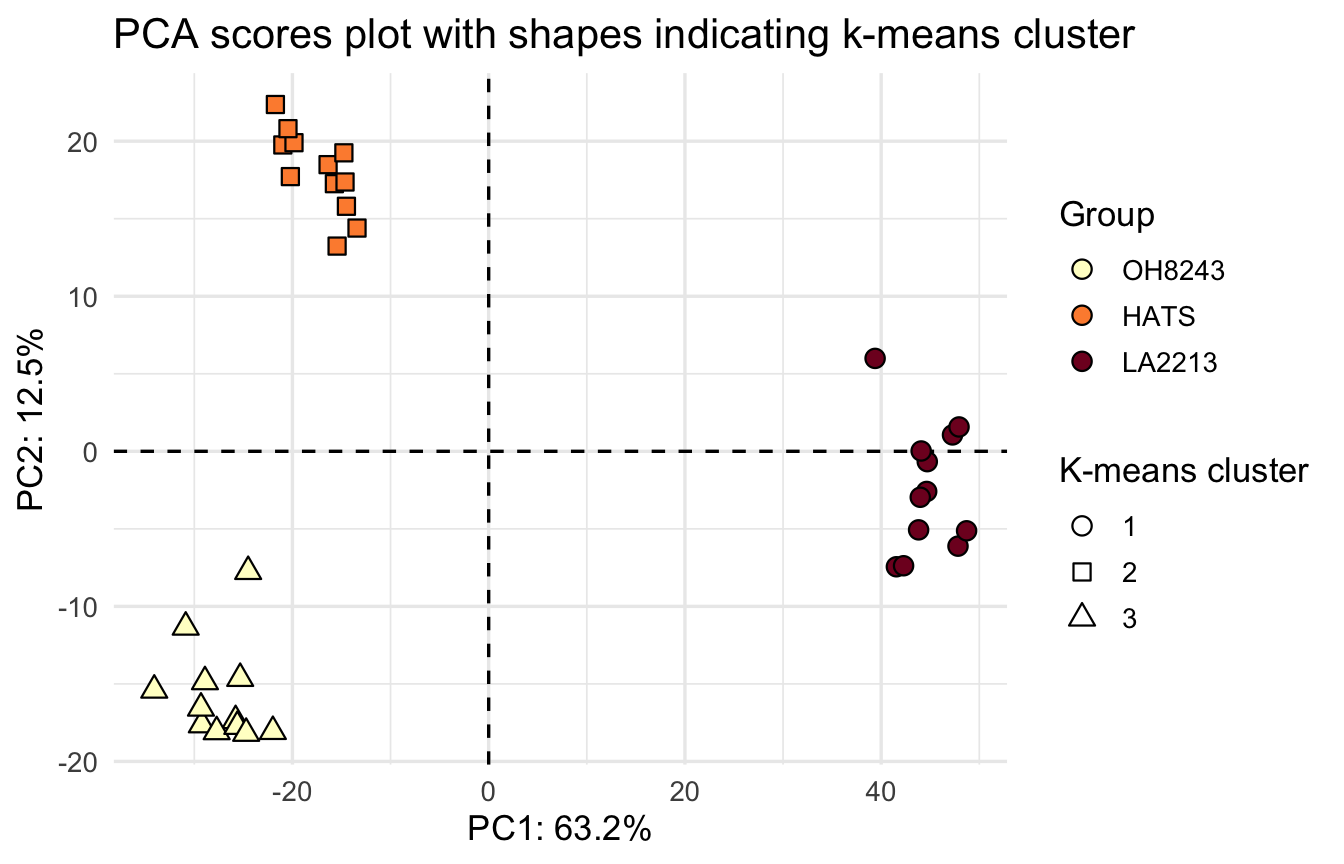 PCA scores plot with shapes indicating k-means cluster
20
10
0
-10
-20
PC2: 12.5%
-20
0
20
40
PC1: 63.2%
Group
OH8243
HATS
LA2213
K-means cluster
1
2
3